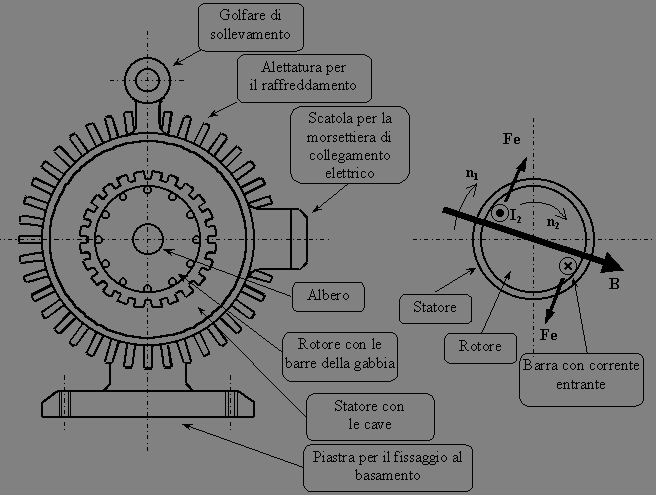 Golfare di
sollevamento
Alettatura per
il raffreddamento
Scatola per la
morsettiera di
collegamento
elettrico
Albero
Rotore con le
barre della gabbia
Statore con
le cave
Piastra per il fissaggio al
basamento
Fe
n1
I2
n2
B
Statore
Rotore
Fe
Barra con corrente
entrante